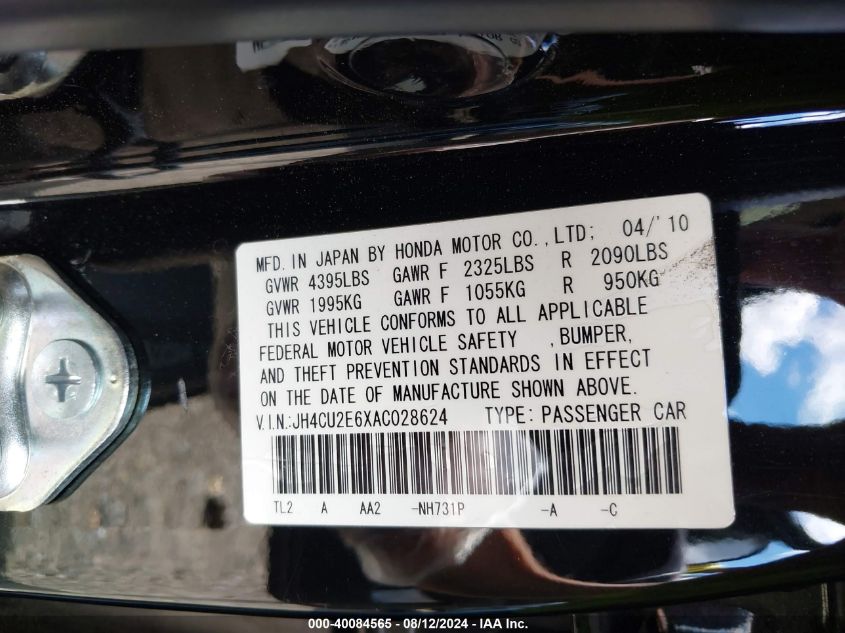 MFD. IN JAPAN BY HONDA MOTOR CO., LTD; 04/'10
GVWR 4395LBS GAWR F 2325LBS R 2090LBS
GVWR 1995KG GAWR F 1055KG R 950KG
THIS VEHICLE CONFORMS TO ALL APPLICABLE
FEDERAL MOTOR VEHICLE SAFETY , BUMPER,
AND THEFT PREVENTION STANDARDS IN EFFECT
ON THE DATE OF MANUFACTURE SHOWN ABOVE.
V.I.N.:JH4CU2E6XAC028624 TYPE: PASSENGER CAR
TL2 A AA2 -NH731P -A -C
000-40084565 - 08/12/2024 - IAA Inc.